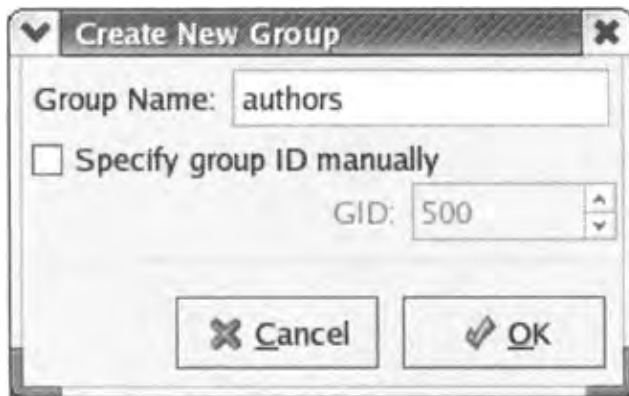 Create New Group
Group Name: authors
Specify group ID manually
GID: 500
Cancel OK